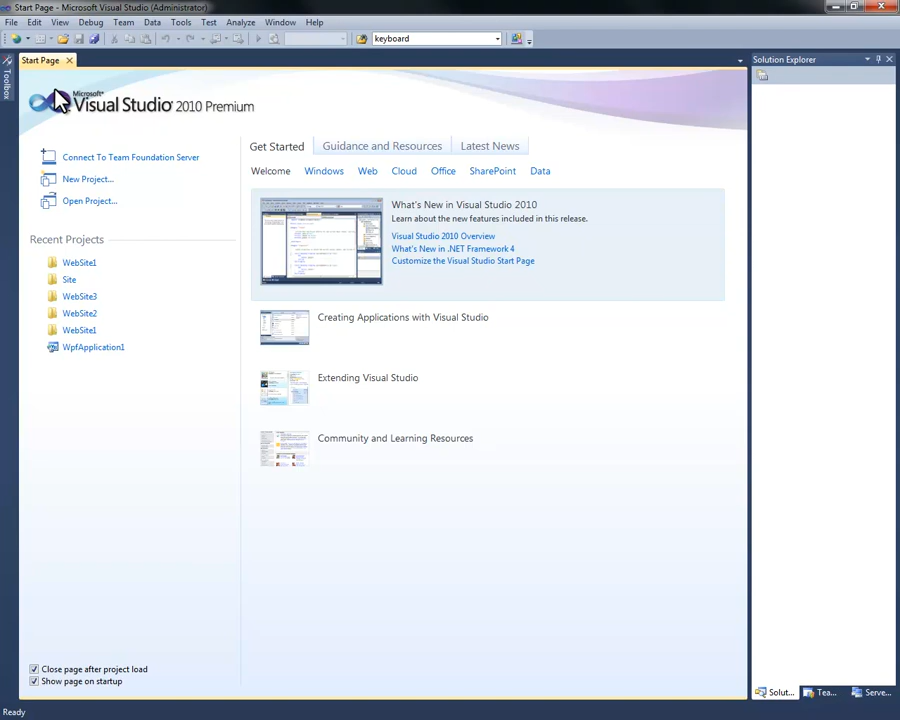 Start Page - Microsoft Visual Studio (Administrator)
File Edit View Debug Team Data Tools Test Analyze Window Help
keyboard
Toolbox
Start Page
Solution Explorer
Microsoft®
Visual Studio® 2010 Premium
Connect To Team Foundation Server
New Project...
Open Project...
Recent Projects
WebSite1
Site
WebSite3
WebSite2
WebSite1
WpfApplication1
Get Started Guidance and Resources Latest News
Welcome Windows Web Cloud Office SharePoint Data
What's New in Visual Studio 2010
Learn about the new features included in this release.
Visual Studio 2010 Overview
What's New in .NET Framework 4
Customize the Visual Studio Start Page
Creating Applications with Visual Studio
Extending Visual Studio
Community and Learning Resources
Close page after project load
Show page on startup
Solut... Tea... Serve...
Ready